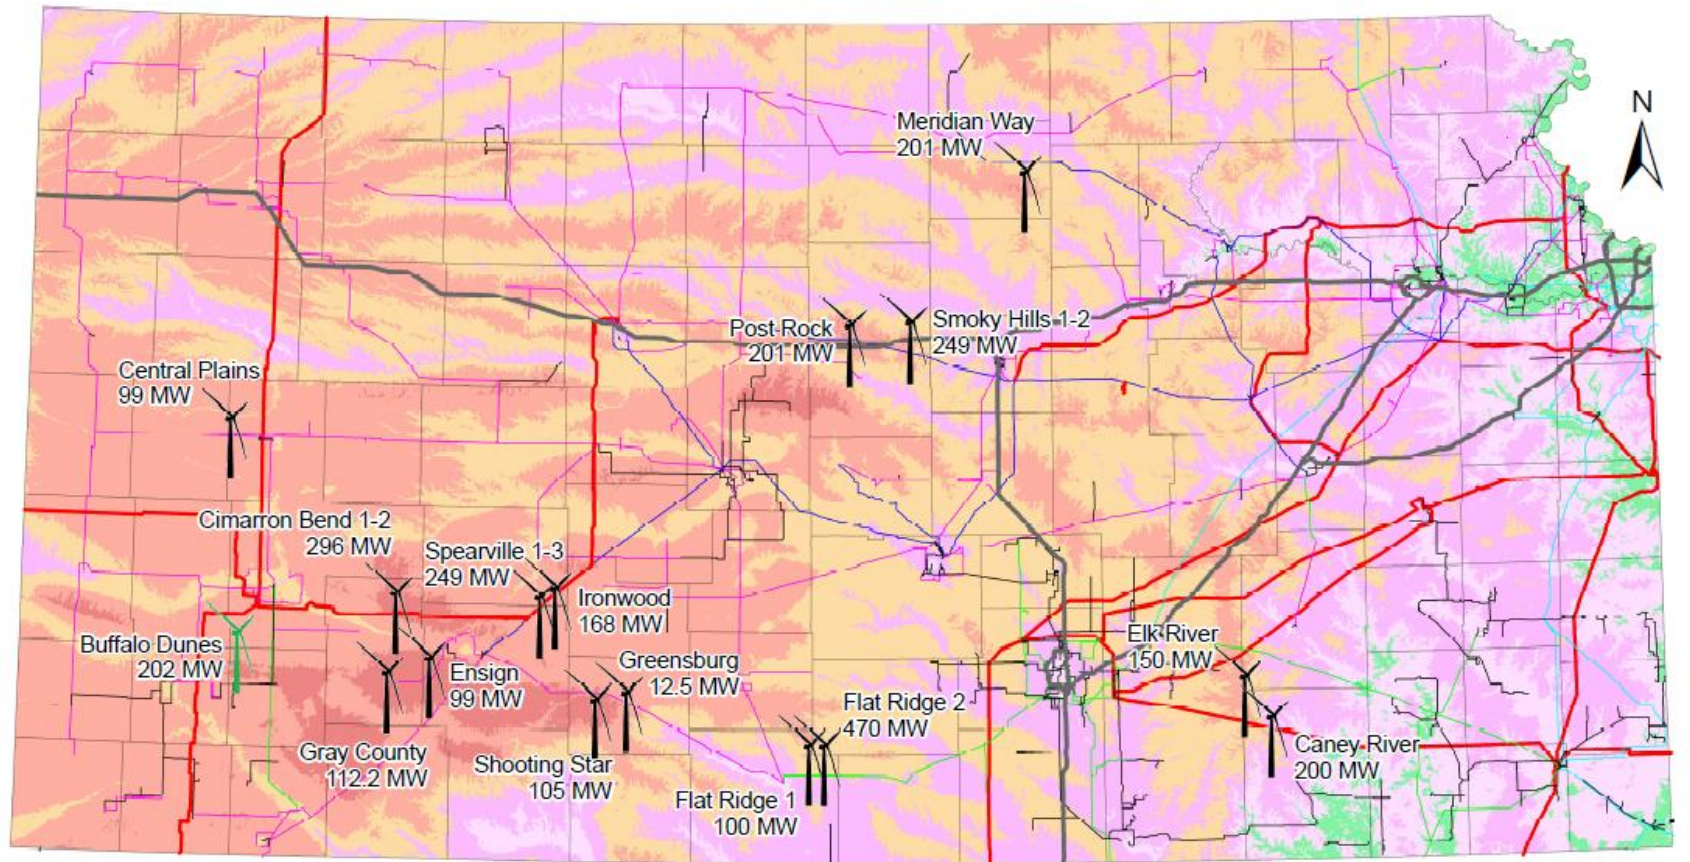 N
Meridian Way
201 MW
Post Rock
201 MW
Smoky Hills 1-2
249 MW
Central Plains
99 MW
Cimarron Bend 1-2
296 MW
Spearville 1-3
249 MW
Ironwood
168 MW
Buffalo Dunes
202 MW
Ensign
99 MW
Greensburg
12.5 MW
Elk River
150 MW
Gray County
112.2 MW
Shooting Star
105 MW
Flat Ridge 2
470 MW
Flat Ridge 1
100 MW
Caney River
200 MW